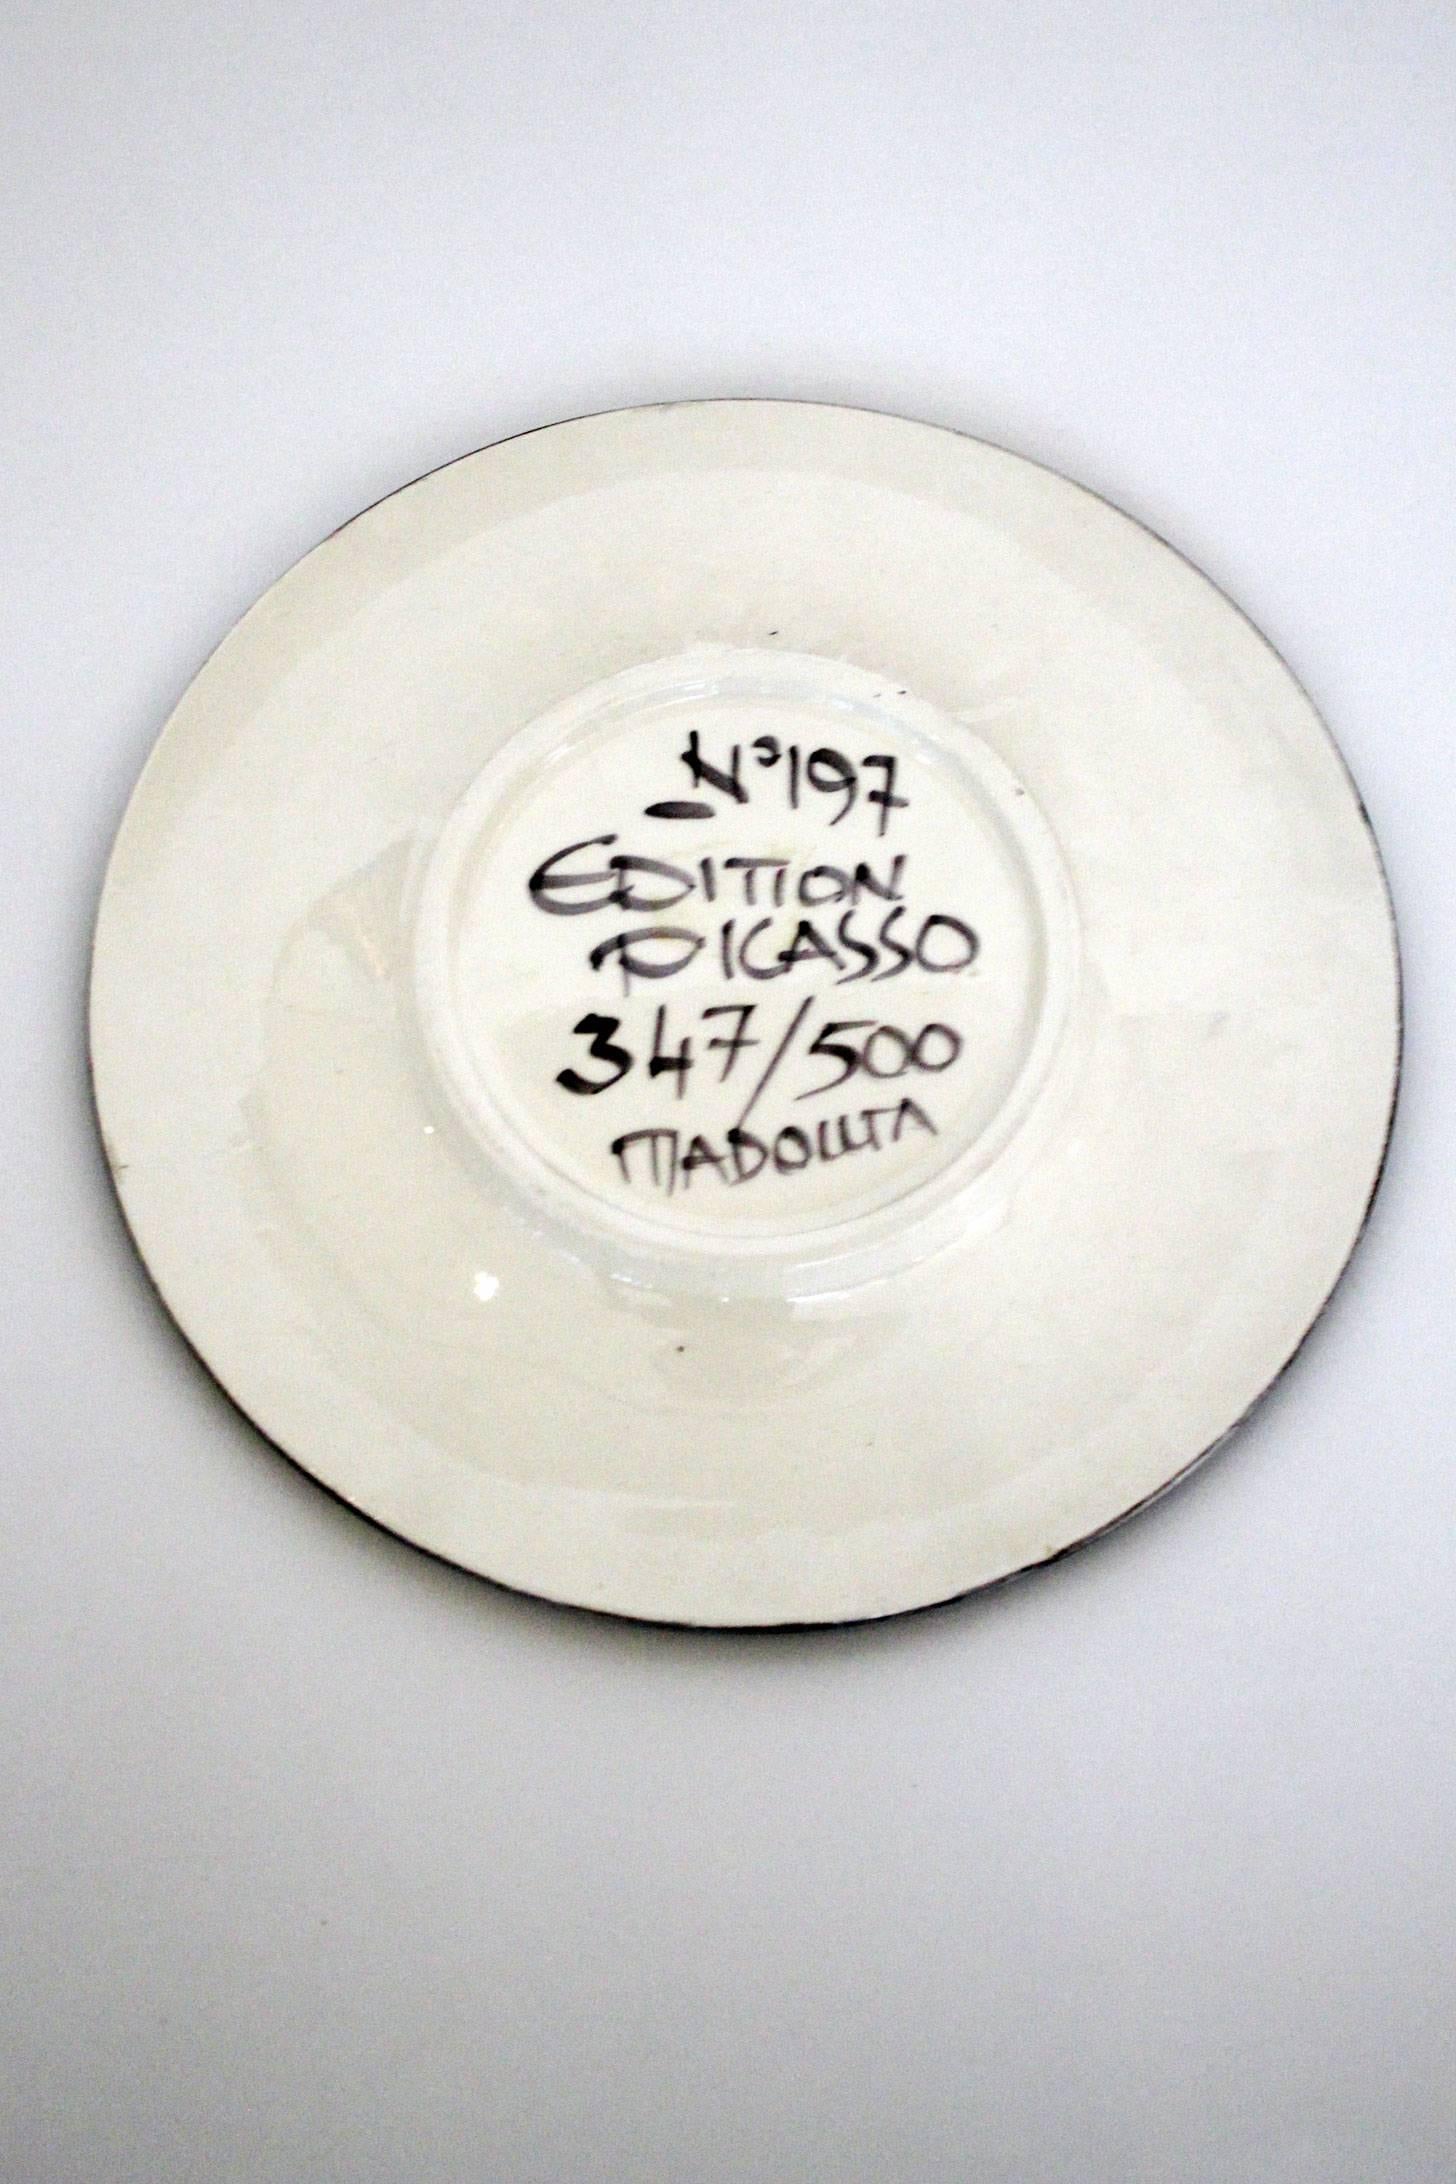 N°197
EDITION
PICASSO
347/500
MADOURA